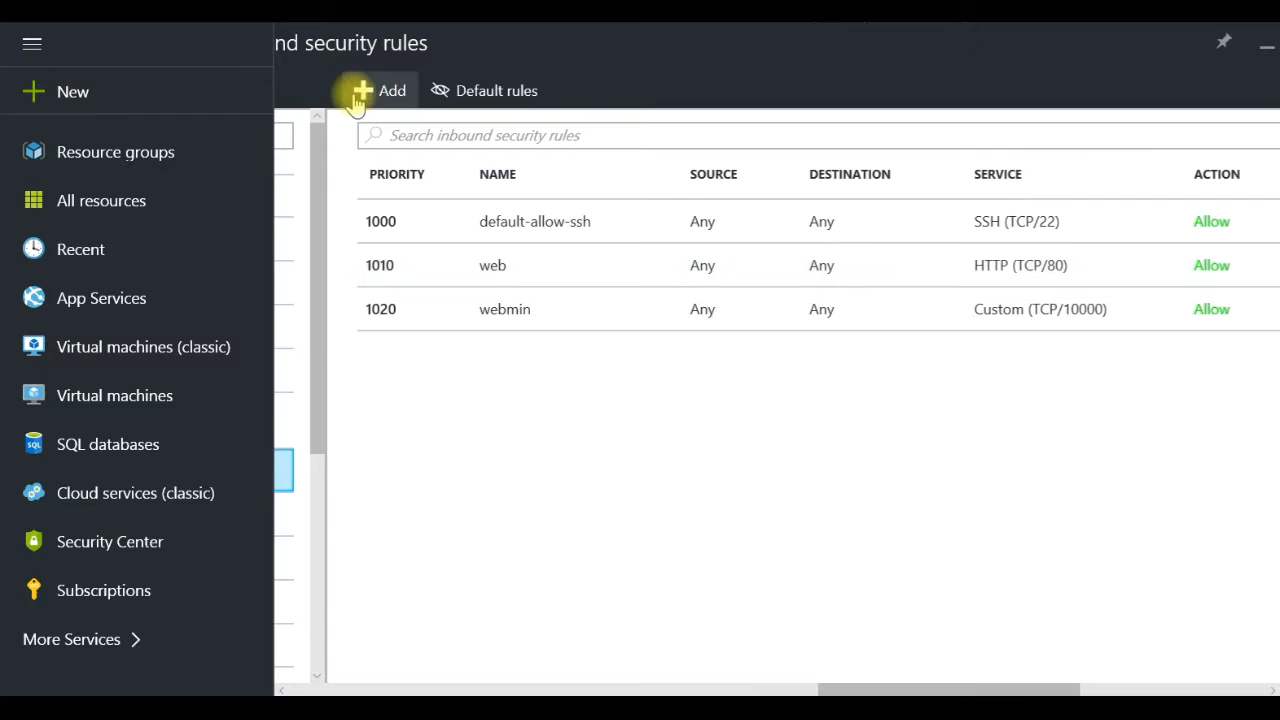 nd security rules
New
Add
Default rules
Search inbound security rules
Resource groups
All resources
Recent
App Services
Virtual machines (classic)
Virtual machines
SQL databases
Cloud services (classic)
Security Center
Subscriptions
More Services
PRIORITY NAME SOURCE DESTINATION SERVICE ACTION
1000 default-allow-ssh Any Any SSH (TCP/22) Allow
1010 web Any Any HTTP (TCP/80) Allow
1020 webmin Any Any Custom (TCP/10000) Allow